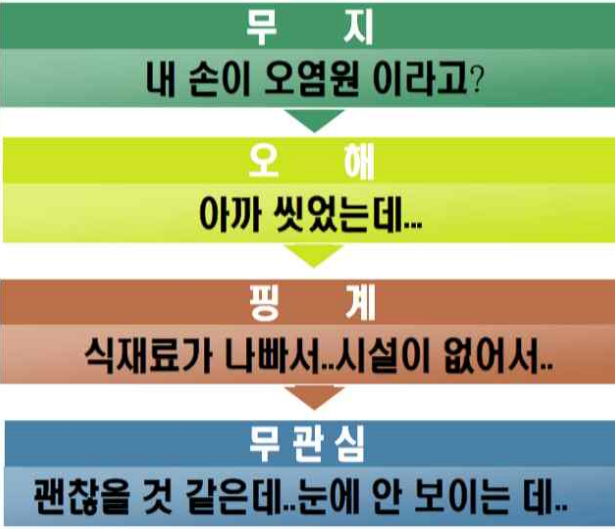 무 지
내 손이 오염원 이라고?
오 해
아까 씻었는데...
핑 계
식재료가 나빠서..시설이 없어서..
무 관 심
괜찮을 것 같은데..눈에 안 보이는 데..